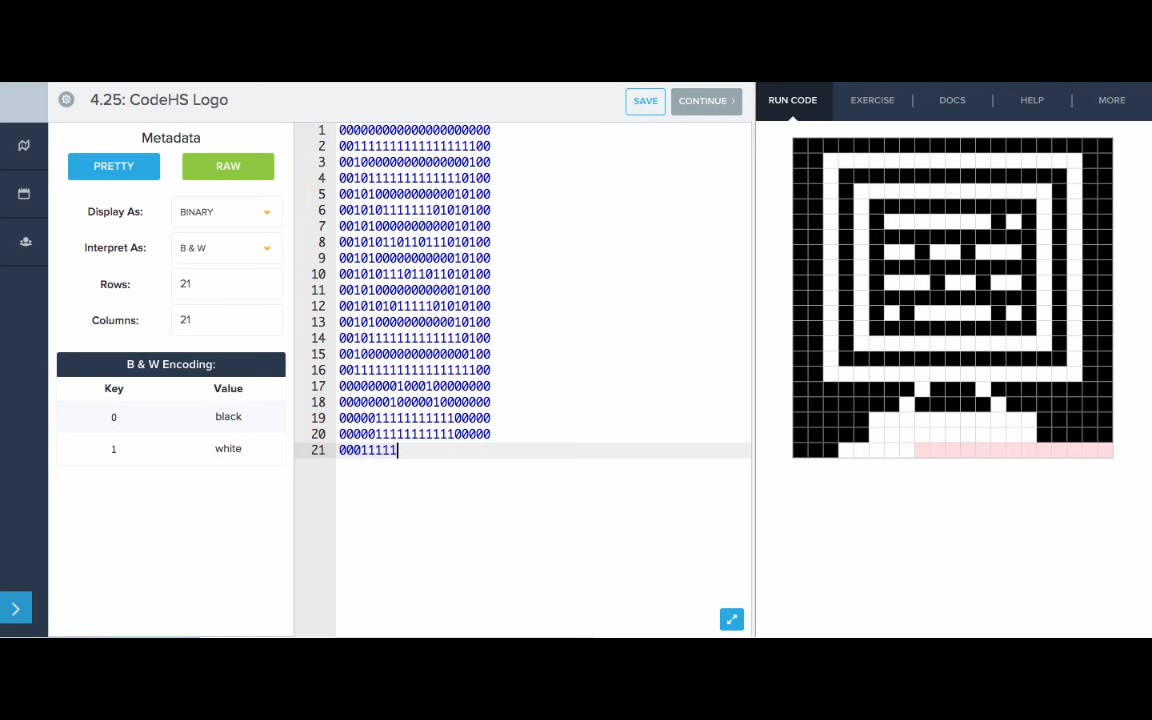 4.25: CodeHS Logo
SAVE
CONTINUE ›
RUN CODE
EXERCISE
DOCS
HELP
MORE
Metadata
PRETTY
RAW
Display As:
BINARY
Interpret As:
B & W
Rows:
21
Columns:
21
B & W Encoding:
Key Value
0 black
1 white
1 000000000000000000000
2 001111111111111111100
3 001000000000000000100
4 001011111111111110100
5 001010000000000010100
6 001010111111101010100
7 001010000000000010100
8 001010110110111010100
9 001010000000000010100
10 001010111011011010100
11 001010000000000010100
12 001010101111101010100
13 001010000000000010100
14 001011111111111110100
15 001000000000000000100
16 001111111111111111100
17 000000001000100000000
18 000000010000010000000
19 000001111111111100000
20 000001111111111100000
21 00011111